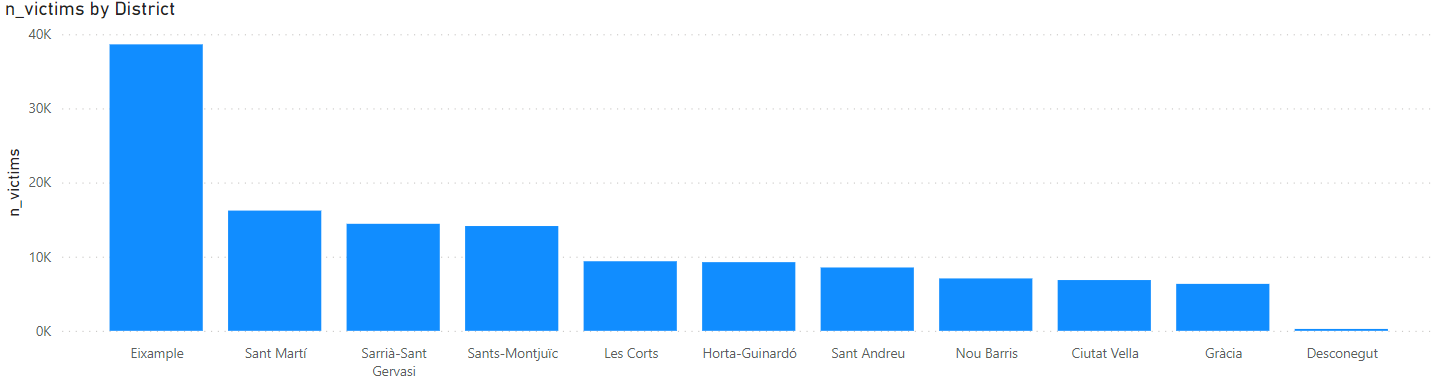 n_victims by District
40K
30K
20K
10K
0K
n_victims
Eixample
Sant Martí
Sarrià-Sant
Gervasi
Sants-Montjuïc
Les Corts
Horta-Guinardó
Sant Andreu
Nou Barris
Ciutat Vella
Gràcia
Desconegut